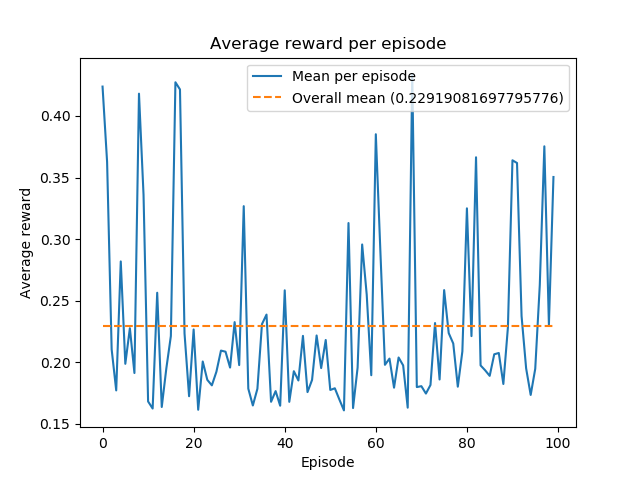 Average reward per episode
Mean per episode
Overall mean (0.22919081697795776)
Average reward
0.40
0.35
0.30
0.25
0.20
0.15
0
20
40
60
80
100
Episode